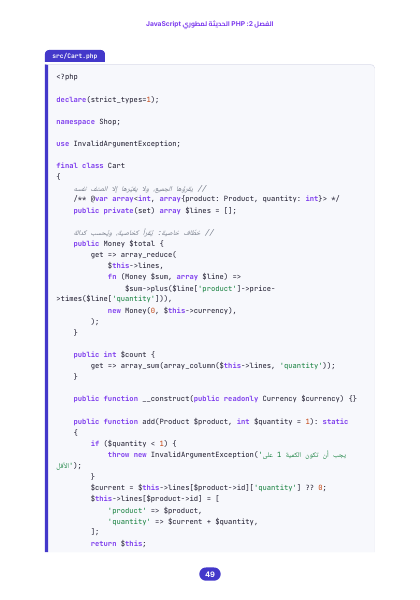 الفصل 2: PHP الحديثة لمطوري JavaScript
src/Cart.php
<?php
declare(strict_types=1);
namespace Shop;
use InvalidArgumentException;
final class Cart
{
// يقرؤها الجميع، ولا يغيّرها إلا الصنف نفسه
/** @var array<int, array{product: Product, quantity: int}> */
public private(set) array $lines = [];
// خطّاف خاصية: يُقرأ كخاصية، ويُحسب كدالة
public Money $total {
get => array_reduce(
$this->lines,
fn (Money $sum, array $line) =>
$sum->plus($line['product']->price-
>times($line['quantity'])),
new Money(0, $this->currency),
);
}
public int $count {
get => array_sum(array_column($this->lines, 'quantity'));
}
public function __construct(public readonly Currency $currency) {}
public function add(Product $product, int $quantity = 1): static
{
if ($quantity < 1) {
throw new InvalidArgumentException('يجب أن تكون الكمية 1 على
الأقل');
}
$current = $this->lines[$product->id]['quantity'] ?? 0;
$this->lines[$product->id] = [
'product' => $product,
'quantity' => $current + $quantity,
];
return $this;
49